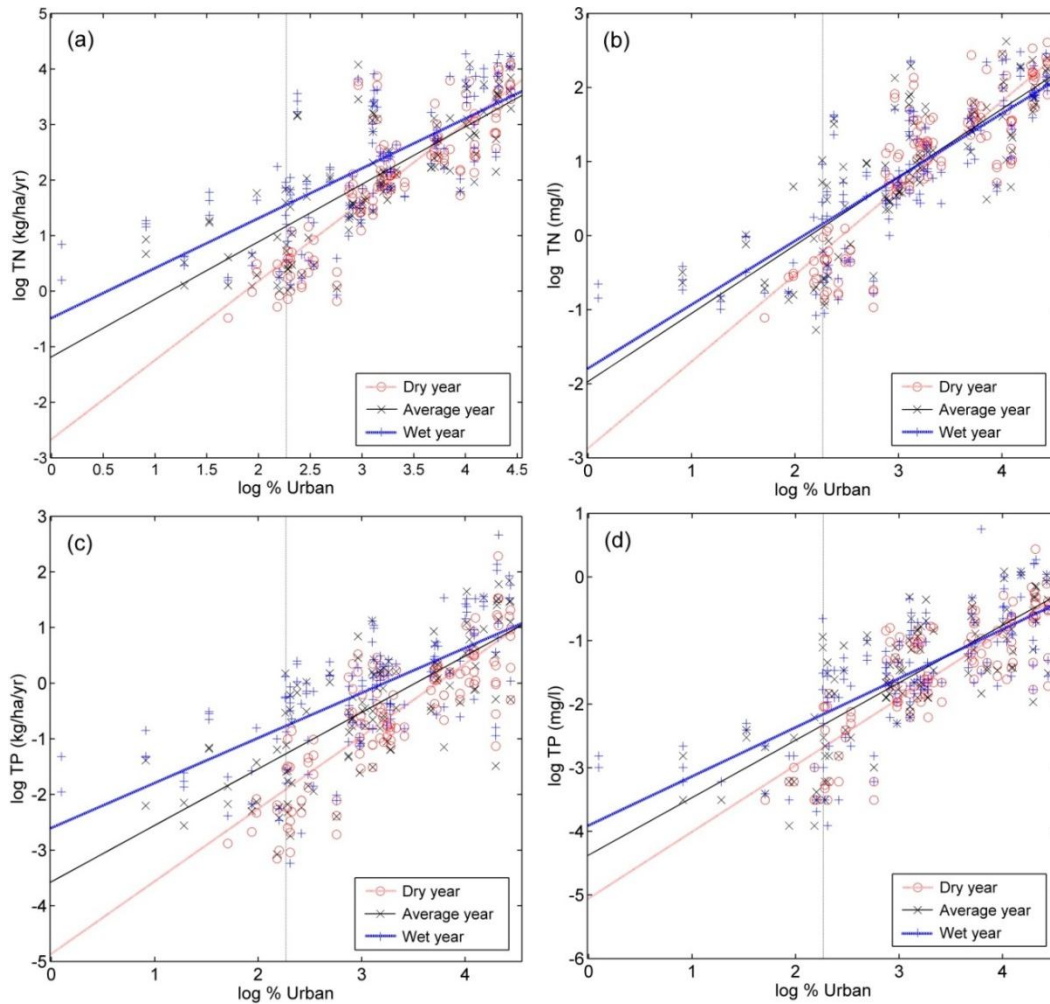 (a)
log TN (kg/ha/yr)
5
4
3
2
1
0
-1
-2
-3
0 0.5 1 1.5 2 2.5 3 3.5 4 4.5
log % Urban
Dry year
Average year
Wet year
(b)
log TN (mg/l)
3
2
1
0
-1
-2
-3
0 1 2 3 4
log % Urban
Dry year
Average year
Wet year
(c)
log TP (kg/ha/yr)
3
2
1
0
-1
-2
-3
-4
-5
0 1 2 3 4
log % Urban
Dry year
Average year
Wet year
(d)
log TP (mg/l)
1
0
-1
-2
-3
-4
-5
-6
0 1 2 3 4
log % Urban
Dry year
Average year
Wet year